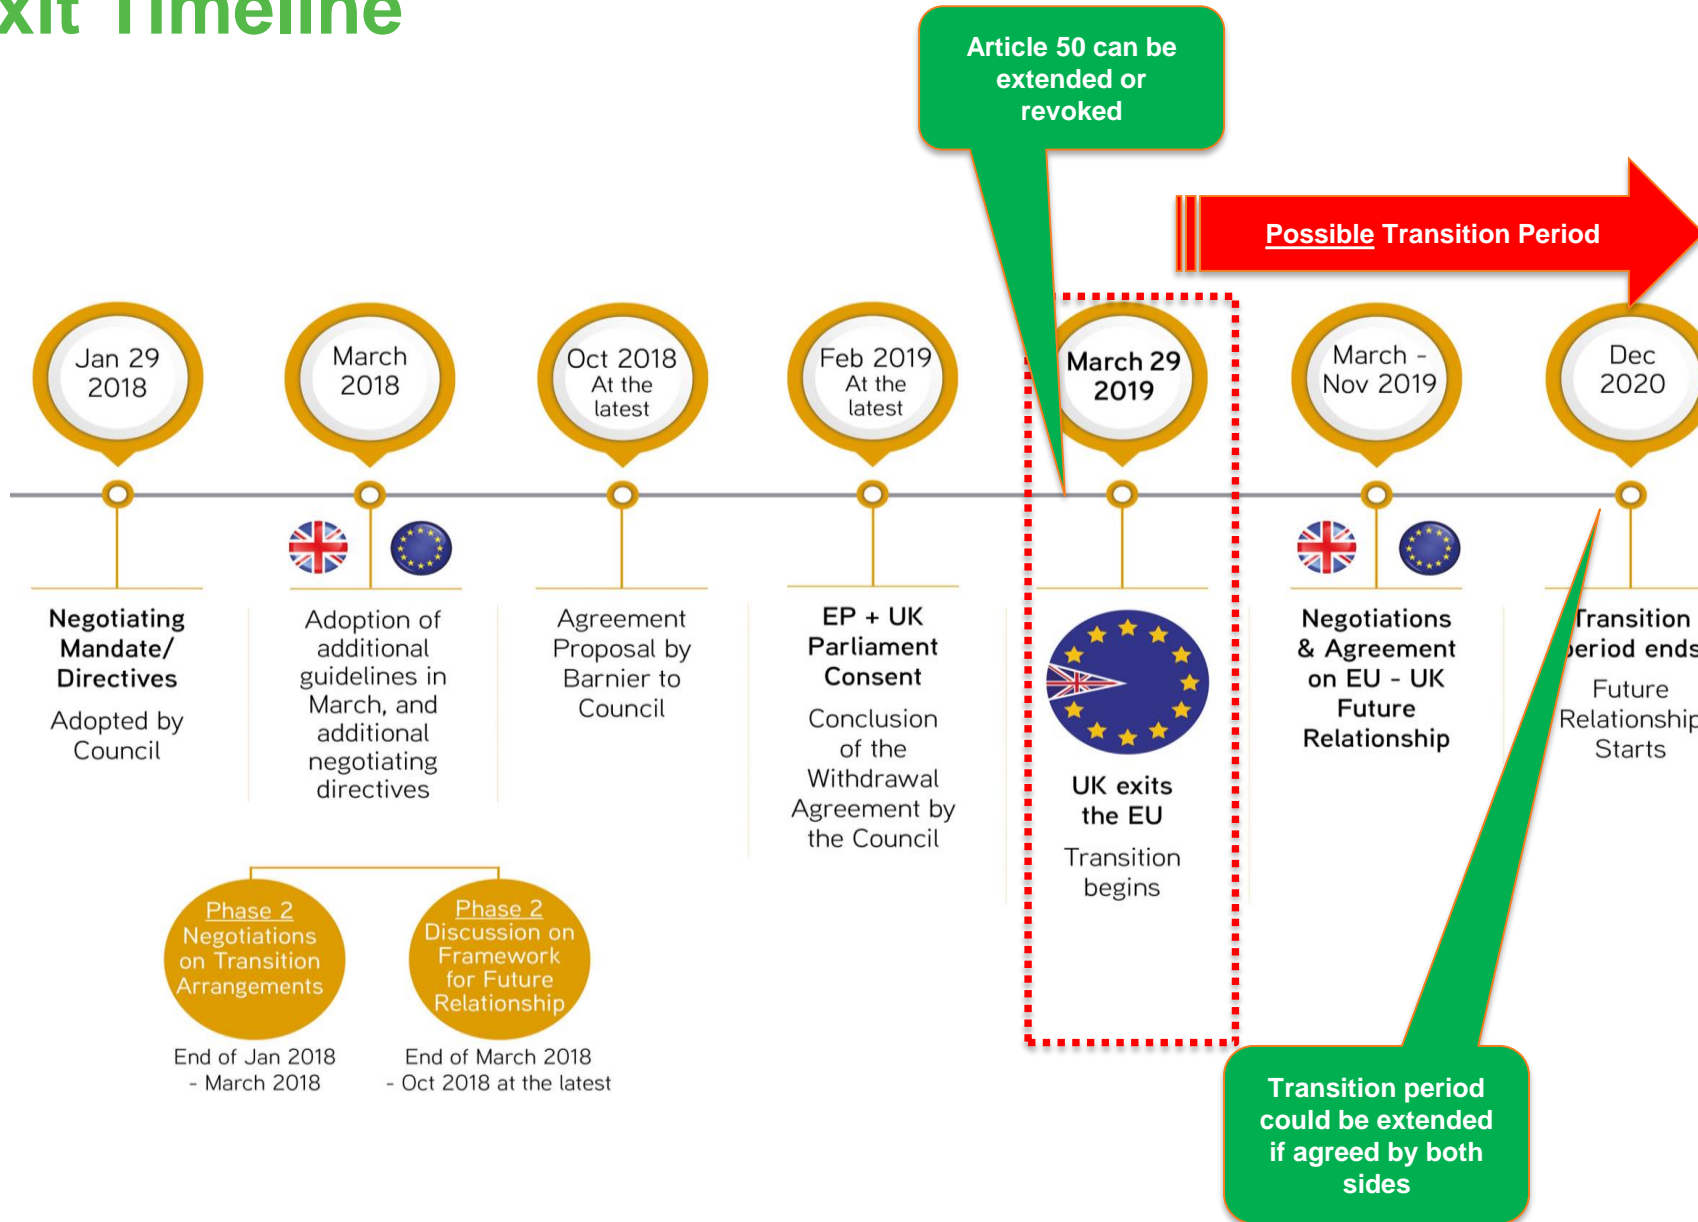 xit Timeline
Article 50 can be
extended or
revoked
Possible Transition Period
Jan 29
2018
March
2018
Oct 2018
At the
latest
Feb 2019
At the
latest
March 29
2019
March -
Nov 2019
Dec
2020
Negotiating
Mandate/
Directives
Adopted by
Council
Adoption of
additional
guidelines in
March, and
additional
negotiating
directives
Agreement
Proposal by
Barnier to
Council
EP + UK
Parliament
Consent
Conclusion
of the
Withdrawal
Agreement by
the Council
UK exits
the EU
Transition
begins
Negotiations
& Agreement
on EU - UK
Future
Relationship
Transition
period ends
Future
Relationship
Starts
Phase 2
Negotiations
on Transition
Arrangements
End of Jan 2018
- March 2018
Phase 2
Discussion on
Framework
for Future
Relationship
End of March 2018
- Oct 2018 at the latest
Transition period
could be extended
if agreed by both
sides